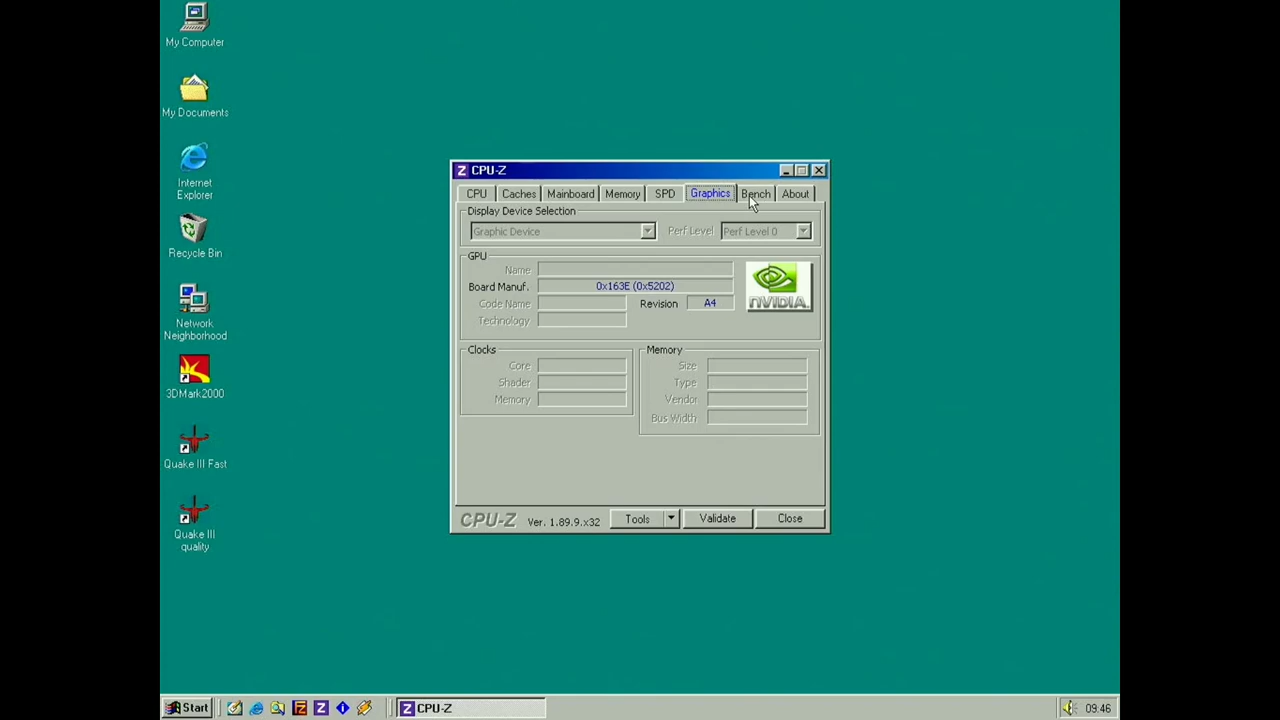 My Computer
My Documents
Internet
Explorer
Recycle Bin
Network
Neighborhood
3DMark2000
Quake III Fast
Quake III
quality
CPU-Z
CPU Caches Mainboard Memory SPD Graphics Bench About
Display Device Selection
Graphic Device Perf Level Perf Level 0
GPU
Name
Board Manuf. 0x163E (0x5202)
Code Name Revision A4
Technology
NVIDIA.
Clocks
Core
Shader
Memory
Memory
Size
Type
Vendor
Bus Width
CPU-Z Ver. 1.89.9.x32 Tools Validate Close
Start CPU-Z 09:46